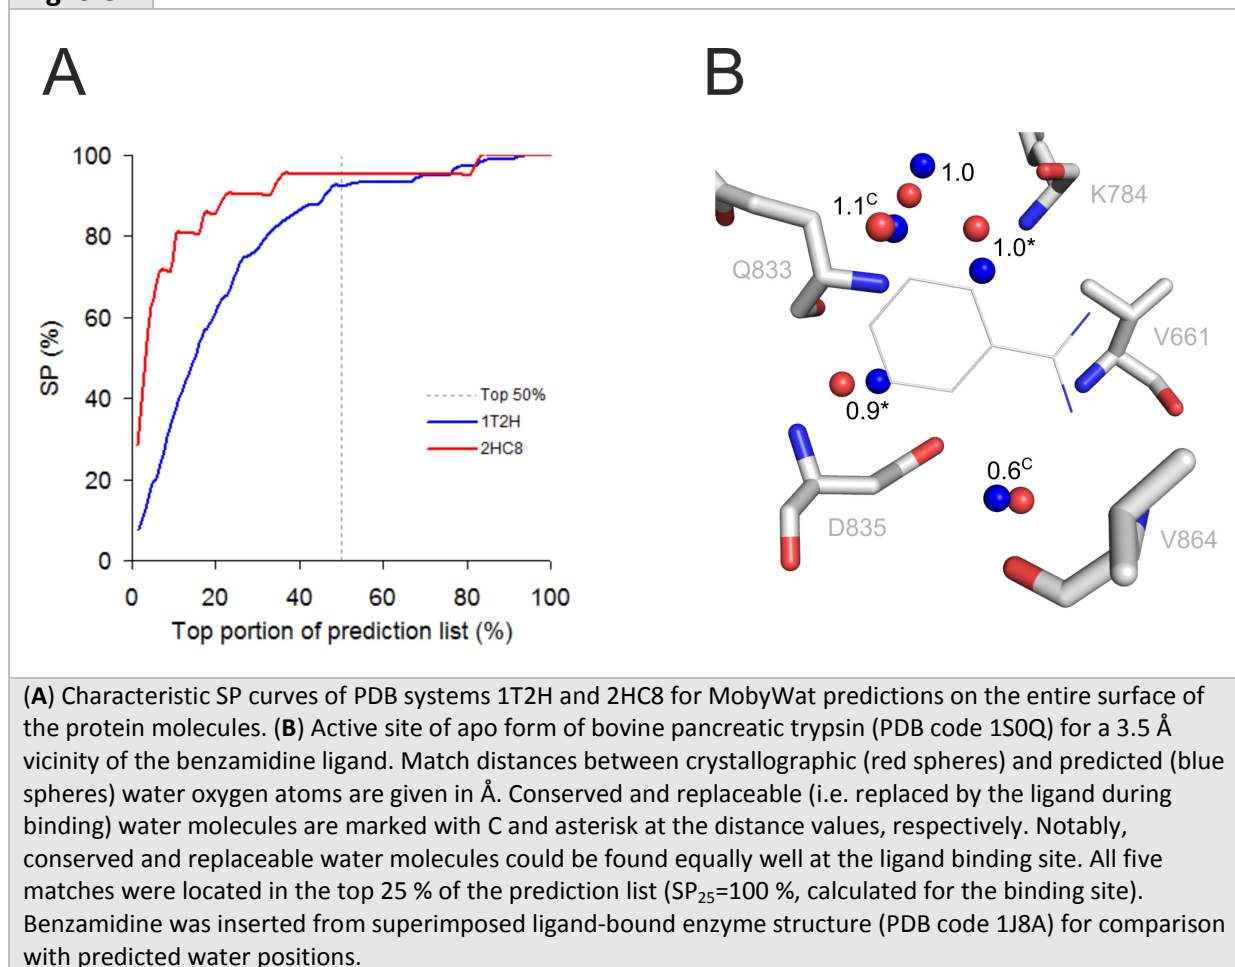 A
B
100
80
60
40
20
0
SP (%)
0 20 40 60 80 100
Top portion of prediction list (%)
Top 50%
1T2H
2HC8
1.0
K784
1.1ᶜ
1.0*
Q833
V661
0.9*
0.6ᶜ
D835
V864
(A) Characteristic SP curves of PDB systems 1T2H and 2HC8 for MobyWat predictions on the entire surface of
the protein molecules. (B) Active site of apo form of bovine pancreatic trypsin (PDB code 1S0Q) for a 3.5 Å
vicinity of the benzamidine ligand. Match distances between crystallographic (red spheres) and predicted (blue
spheres) water oxygen atoms are given in Å. Conserved and replaceable (i.e. replaced by the ligand during
binding) water molecules are marked with C and asterisk at the distance values, respectively. Notably,
conserved and replaceable water molecules could be found equally well at the ligand binding site. All five
matches were located in the top 25 % of the prediction list (SP₂₅=100 %, calculated for the binding site).
Benzamidine was inserted from superimposed ligand-bound enzyme structure (PDB code 1J8A) for comparison
with predicted water positions.